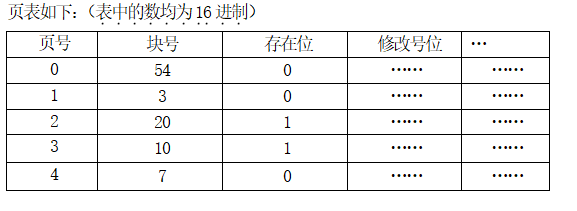 页表如下：（表中的数均为16进制）
页号 块号 存在位 修改号位 …
0 54 0 …… ……
1 3 0 …… ……
2 20 1 …… ……
3 10 1 …… ……
4 7 0 …… ……